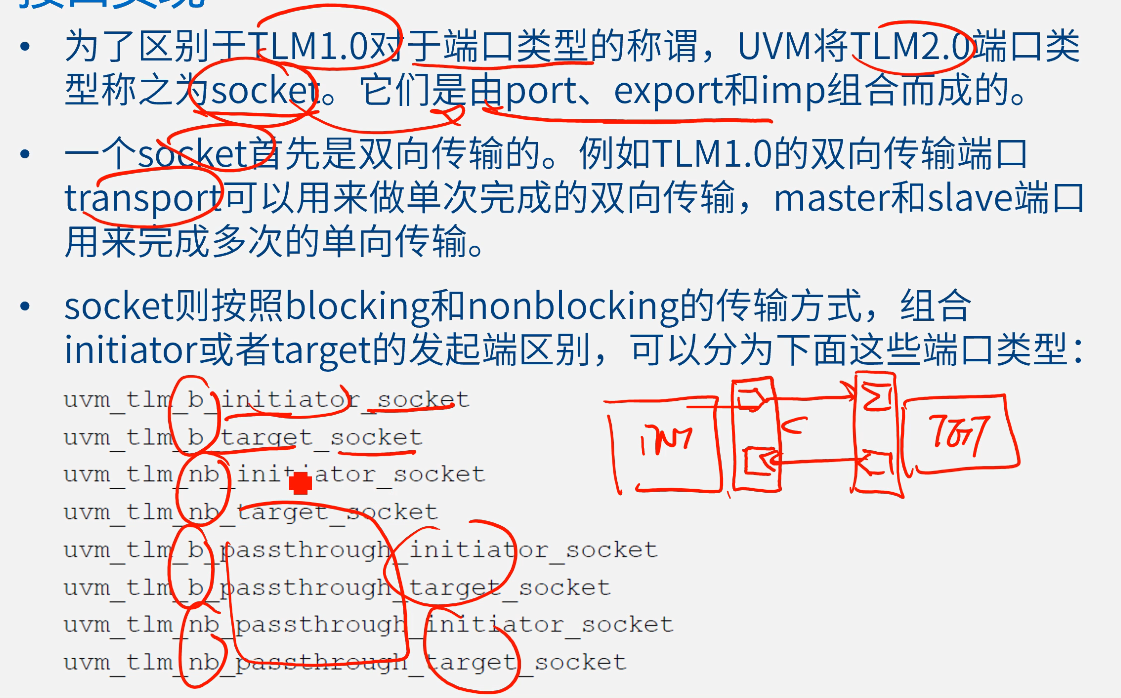 接口实现
• 为了区别于TLM1.0对于端口类型的称谓，UVM将TLM2.0端口类
型称之为socket。它们是由port、export和imp组合而成的。
• 一个socket首先是双向传输的。例如TLM1.0的双向传输端口
transport可以用来做单次完成的双向传输，master和slave端口
用来完成多次的单向传输。
• socket则按照blocking和nonblocking的传输方式，组合
initiator或者target的发起端区别，可以分为下面这些端口类型：
uvm_tlm_b_initiator_socket
uvm_tlm_b_target_socket
uvm_tlm_nb_initiator_socket
uvm_tlm_nb_target_socket
uvm_tlm_b_passthrough_initiator_socket
uvm_tlm_b_passthrough_target_socket
uvm_tlm_nb_passthrough_initiator_socket
uvm_tlm_nb_passthrough_target_socket
INI
TGT